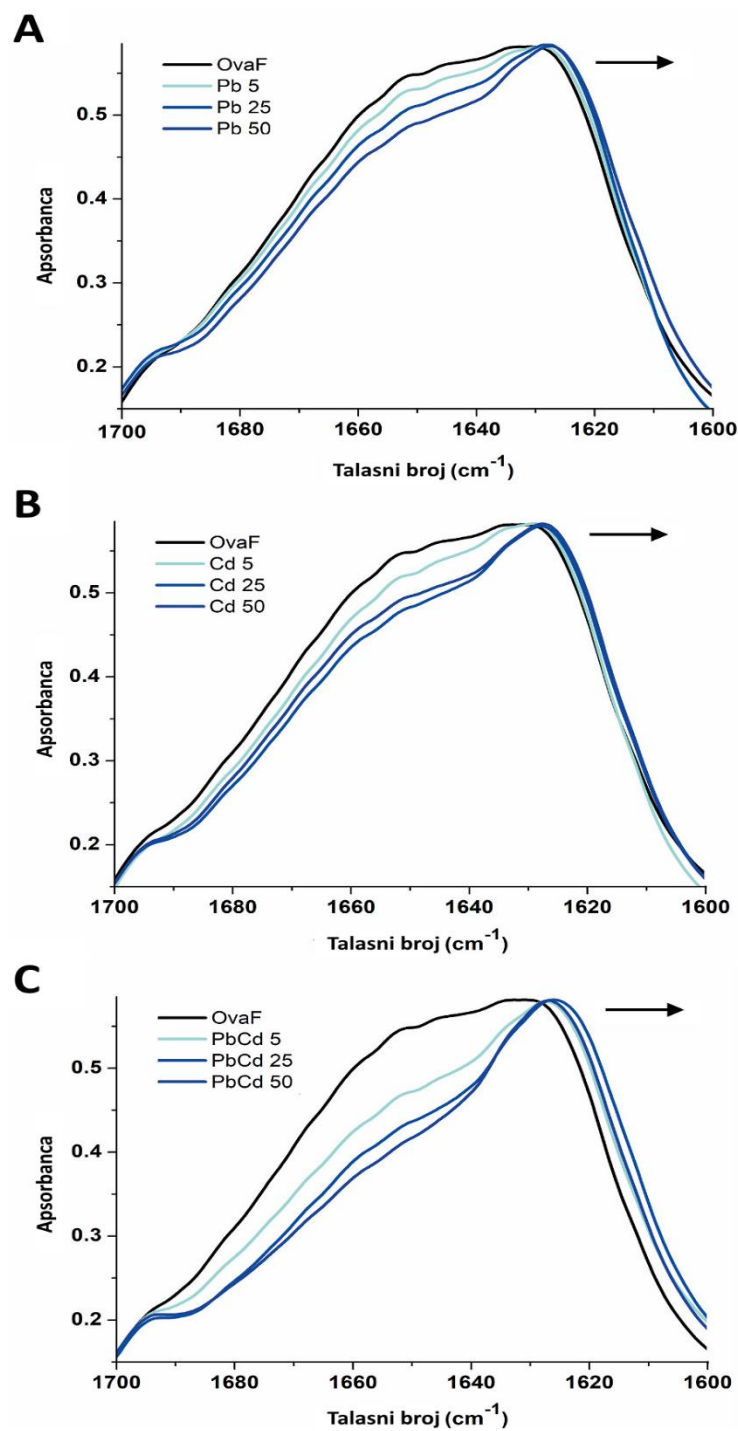 A
OvaF
Pb 5
Pb 25
Pb 50
0.5
0.4
0.3
0.2
Apsorbanca
1700 1680 1660 1640 1620 1600
Talasni broj (cm⁻¹)
B
OvaF
Cd 5
Cd 25
Cd 50
0.5
0.4
0.3
0.2
Apsorbanca
1700 1680 1660 1640 1620 1600
Talasni broj (cm⁻¹)
C
OvaF
PbCd 5
PbCd 25
PbCd 50
0.5
0.4
0.3
0.2
Apsorbanca
1700 1680 1660 1640 1620 1600
Talasni broj (cm⁻¹)